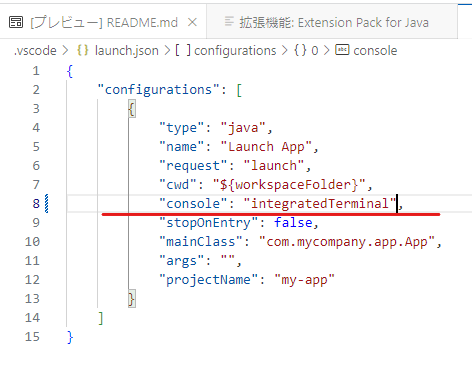 [プレビュー] README.md × 拡張機能: Extension Pack for Java
.vscode > {} launch.json > [ ] configurations > {} 0 > abc console
1 {
2 "configurations": [
3 {
4 "type": "java",
5 "name": "Launch App",
6 "request": "launch",
7 "cwd": "${workspaceFolder}",
8 "console": "integratedTerminal",
9 "stopOnEntry": false,
10 "mainClass": "com.mycompany.app.App",
11 "args": "",
12 "projectName": "my-app"
13 }
14 ]
15 }